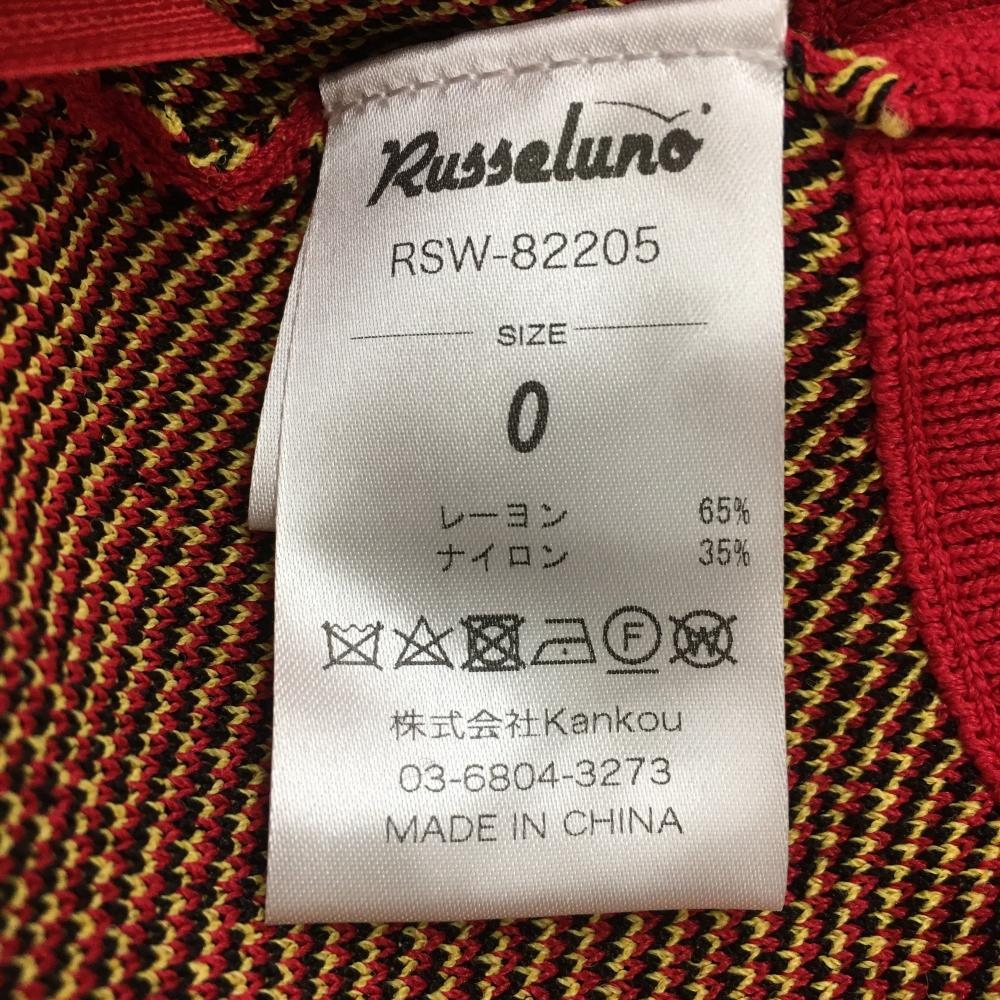 Russeluno
RSW-82205
SIZE
0
レーヨン 65%
ナイロン 35%
F W
株式会社Kankou
03-6804-3273
MADE IN CHINA